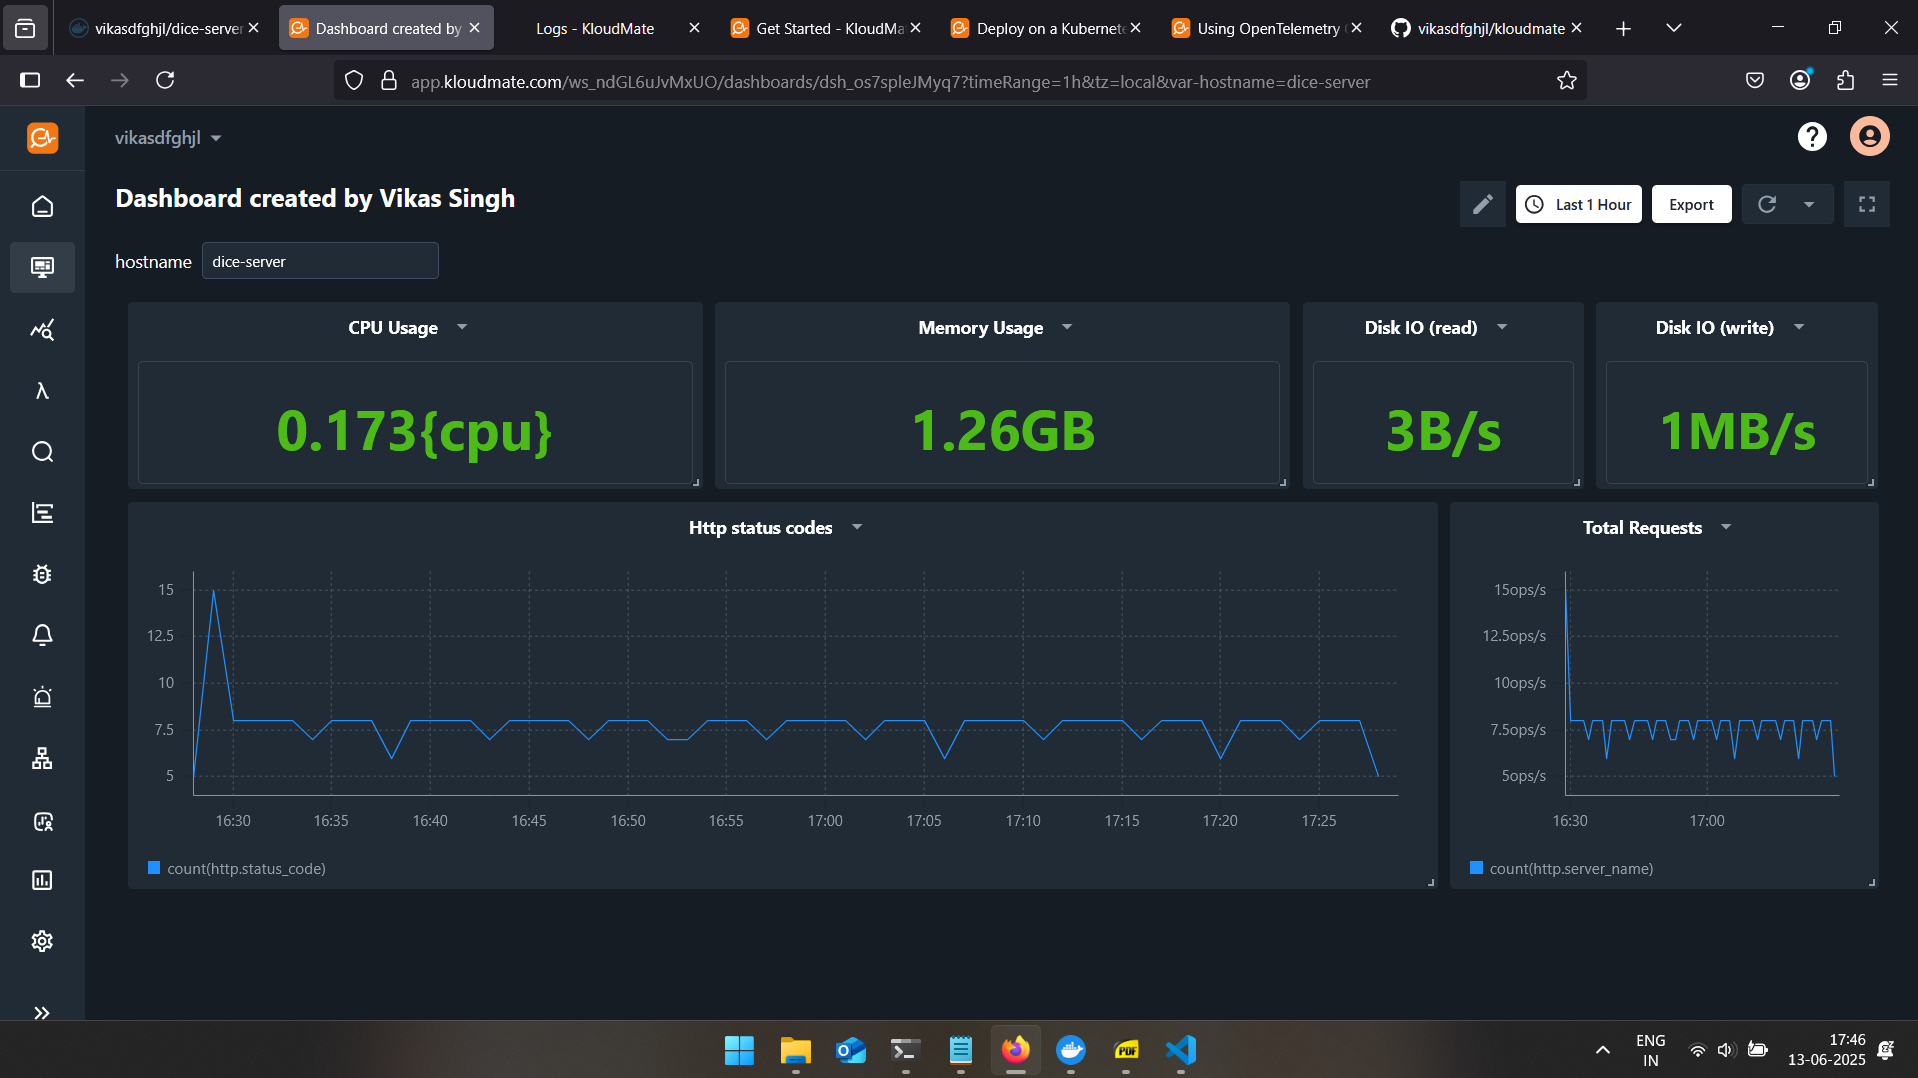 vikasdfghjl/dice-server
Dashboard created by
Logs - KloudMate
Get Started - KloudMa
Deploy on a Kubernete
Using OpenTelemetry
vikasdfghjl/kloudmate
app.kloudmate.com/ws_ndGL6uJvMxUO/dashboards/dsh_os7spleJMyq7?timeRange=1h&tz=local&var-hostname=dice-server
vikasdfghjl
Dashboard created by Vikas Singh
Last 1 Hour
Export
hostname
dice-server
CPU Usage
Memory Usage
Disk IO (read)
Disk IO (write)
0.173{cpu}
1.26GB
3B/s
1MB/s
Http status codes
15
12.5
10
7.5
5
16:30 16:35 16:40 16:45 16:50 16:55 17:00 17:05 17:10 17:15 17:20 17:25
count(http.status_code)
Total Requests
15ops/s
12.5ops/s
10ops/s
7.5ops/s
5ops/s
16:30 17:00
count(http.server_name)
PDF
ENG
IN
17:46
13-06-2025